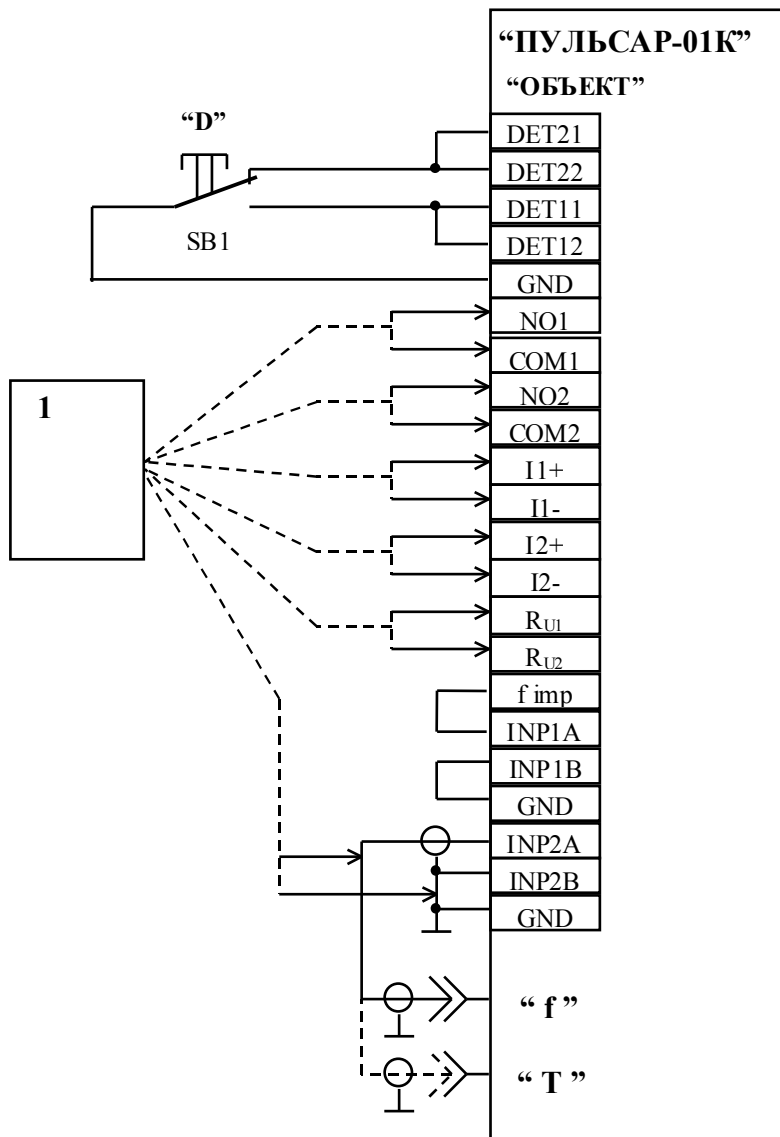 “ПУЛЬСАР-01К”
“ОБЪЕКТ”
“D”
SB1
DET21
DET22
DET11
DET12
GND
NO1
COM1
NO2
COM2
1
I1+
I1-
I2+
I2-
RU1
RU2
f imp
INP1A
INP1B
GND
INP2A
INP2B
GND
“ f ”
“ T ”